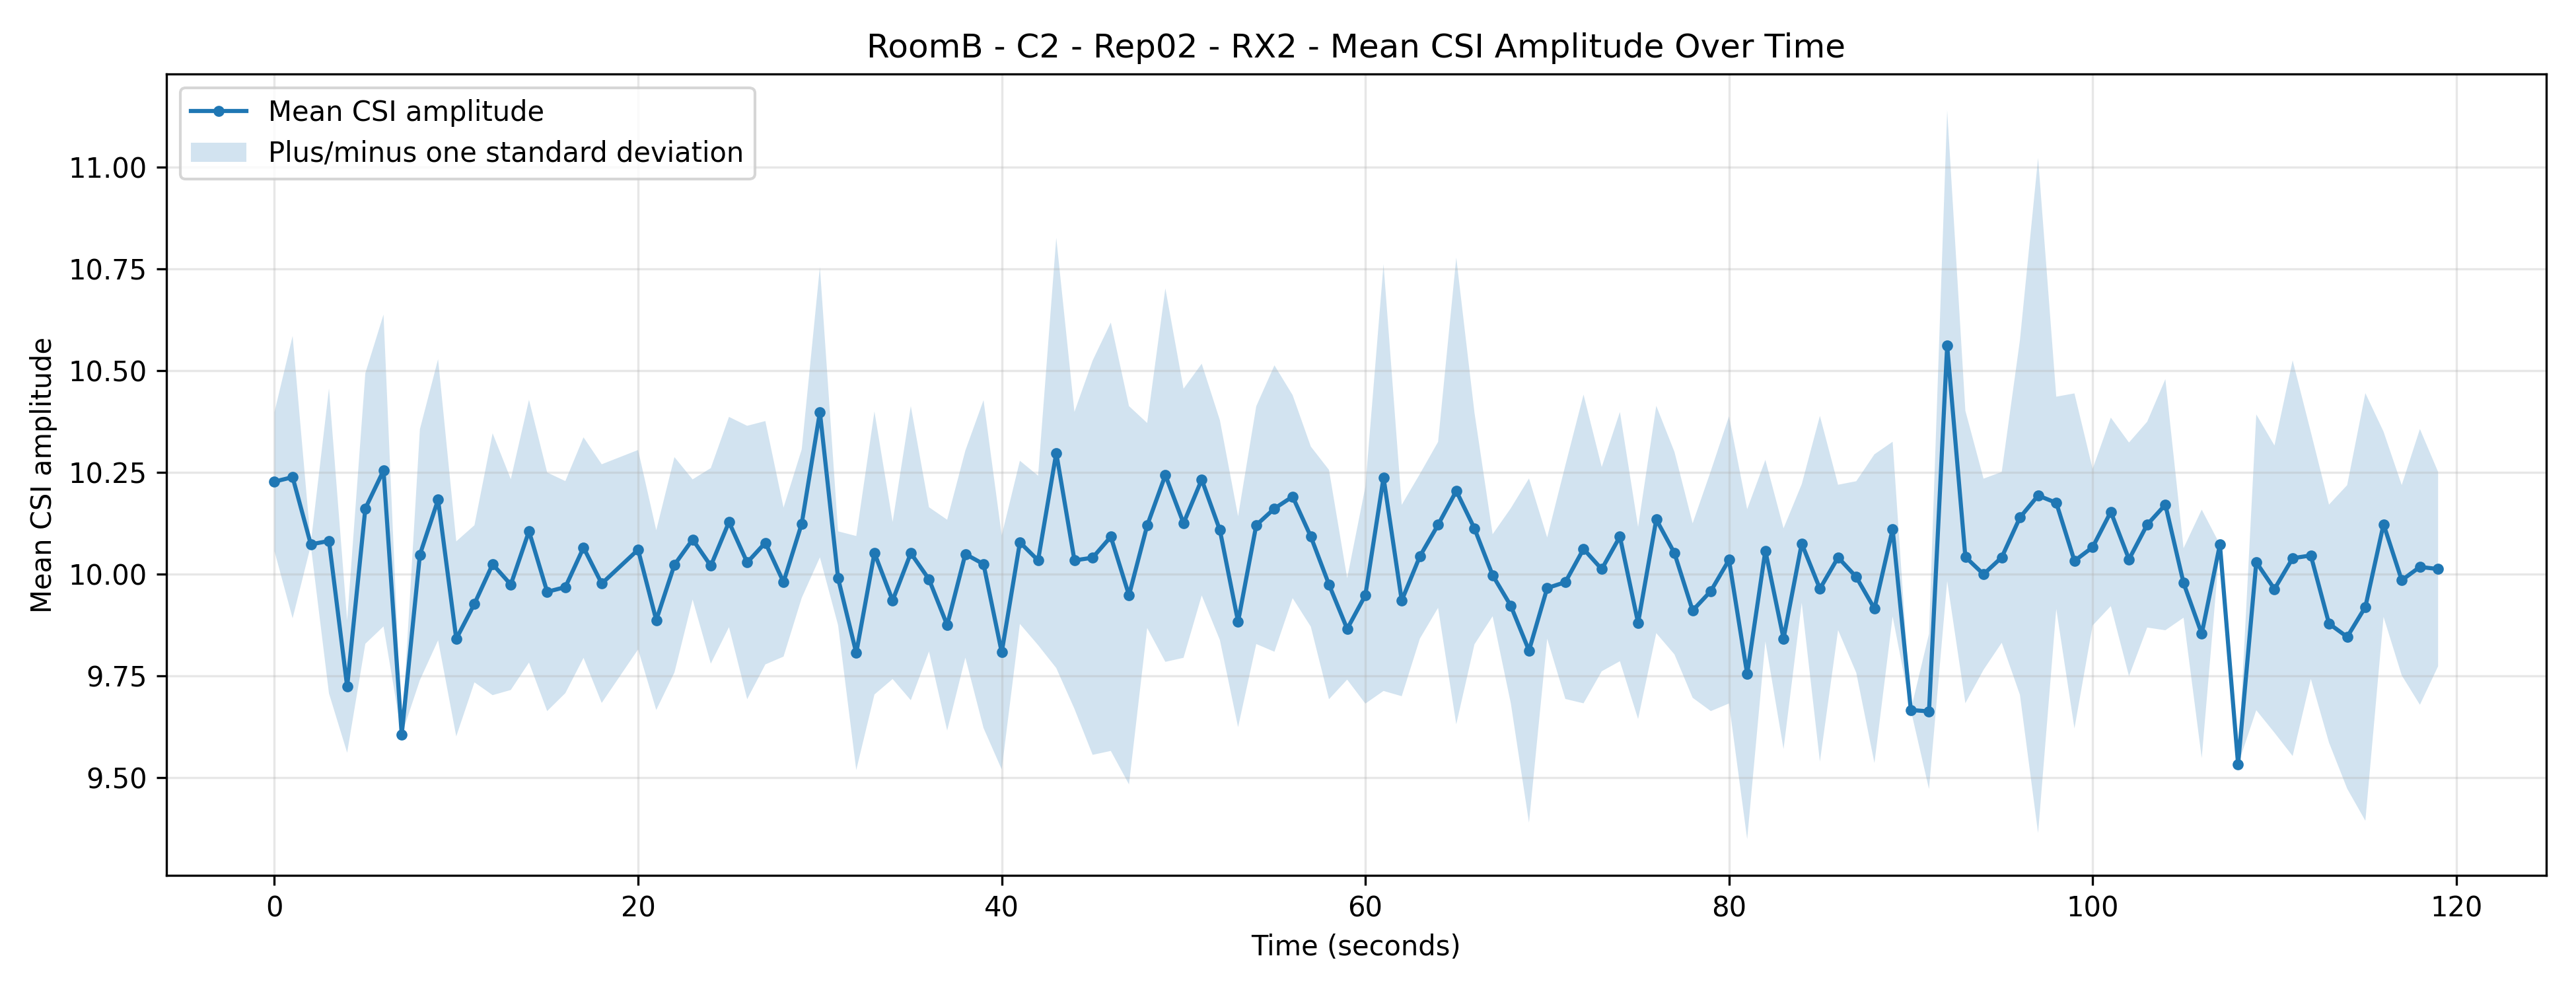 RoomB - C2 - Rep02 - RX2 - Mean CSI Amplitude Over Time
Mean CSI amplitude
Plus/minus one standard deviation
Mean CSI amplitude
11.00
10.75
10.50
10.25
10.00
9.75
9.50
0 20 40 60 80 100 120
Time (seconds)